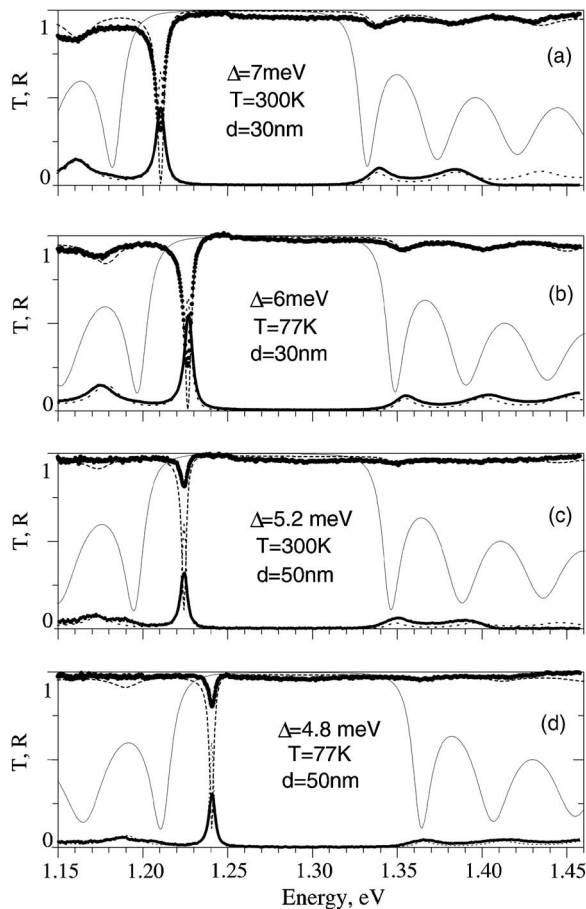 1
T, R
0
(a)
Δ=7meV
T=300K
d=30nm
1
T, R
0
(b)
Δ=6meV
T=77K
d=30nm
1
T, R
0
(c)
Δ=5.2 meV
T=300K
d=50nm
1
T, R
0
(d)
Δ=4.8 meV
T=77K
d=50nm
1.15 1.20 1.25 1.30 1.35 1.40 1.45
Energy, eV